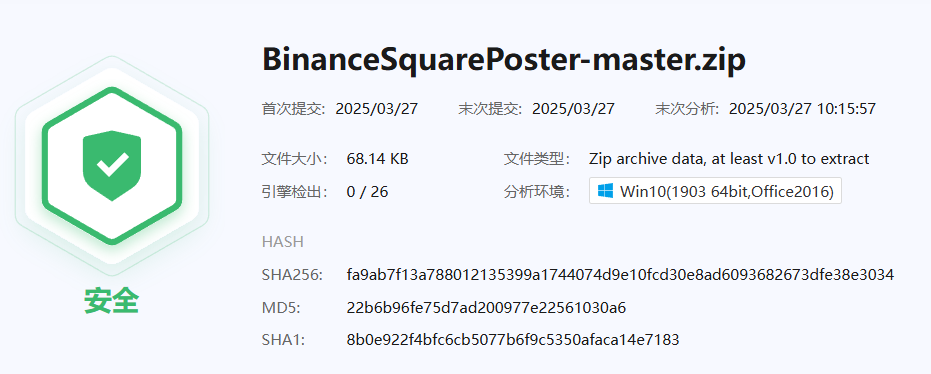 BinanceSquarePoster-master.zip
首次提交: 2025/03/27 末次提交: 2025/03/27 末次分析: 2025/03/27 10:15:57
文件大小: 68.14 KB 文件类型: Zip archive data, at least v1.0 to extract
引擎检出: 0 / 26 分析环境: Win10(1903 64bit,Office2016)
HASH
SHA256: fa9ab7f13a788012135399a1744074d9e10fcd30e8ad6093682673dfe38e3034
安全
MD5: 22b6b96fe75d7ad200977e22561030a6
SHA1: 8b0e922f4bfc6cb5077b6f9c5350afaca14e7183